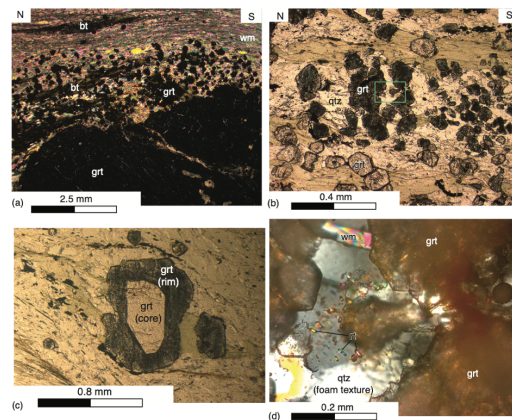 N S
bt
wm
bt
grt
grt
(a)
2.5 mm
N S
grt
qtz
grt
(b)
0.4 mm
grt
(rim)
grt
(core)
(c)
0.8 mm
wm
grt
grt
qtz
(foam texture)
(d)
0.2 mm